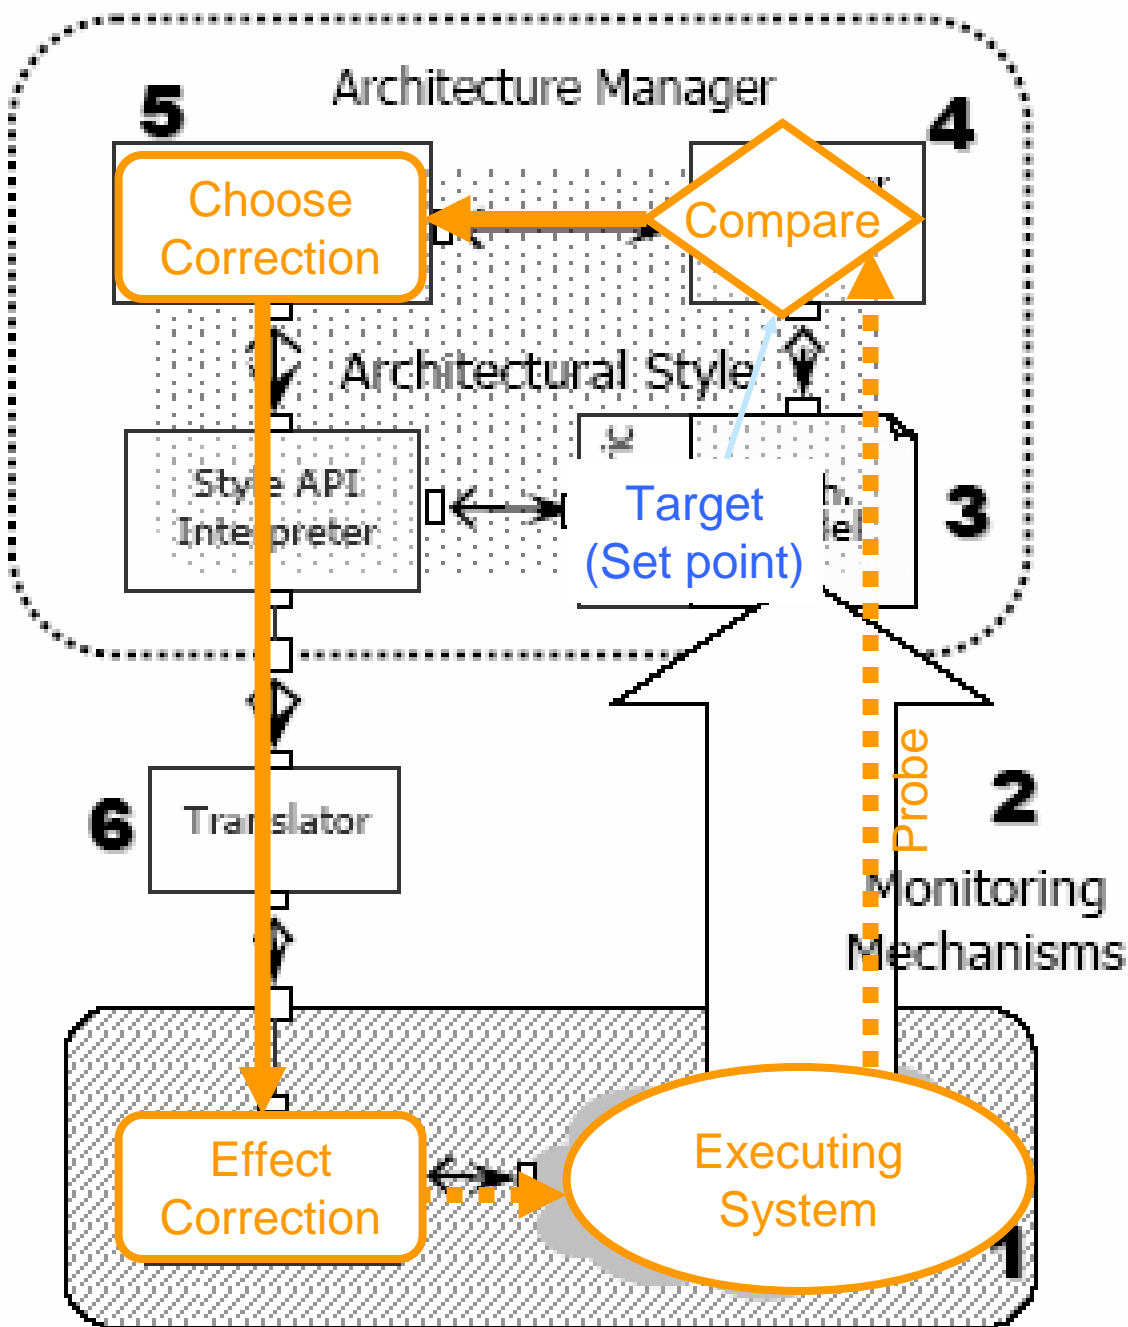 Architecture Manager
5
4
Choose
Correction
Compare
Architectural Style
Style API
Interpreter
Target
(Set point)
3
Probe
2
6
Translator
Monitoring
Mechanisms
Effect
Correction
Executing
System
1